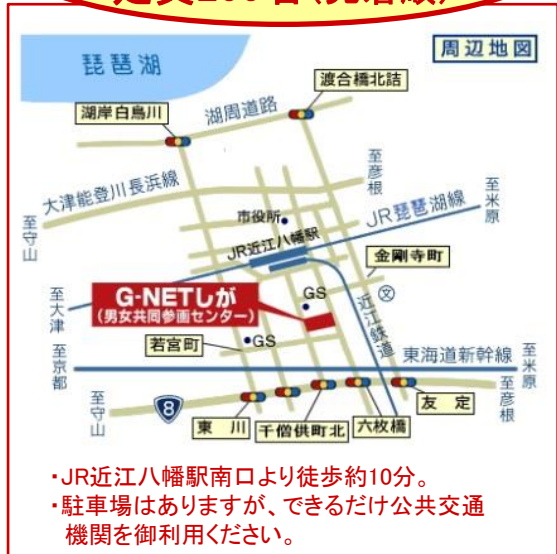 周辺地図
琵琶湖
渡合橋北詰
湖岸白鳥川
湖周道路
至彦根
大津能登川長浜線
至米原
至守山
市役所
JR琵琶湖線
JR近江八幡駅
金剛寺町
G-NETしが
(男女共同参画センター)
GS
文
近江鉄道
至大津
若宮町
GS
至京都
東海道新幹線
至米原
至守山
8
至彦根
東川
千僧供町北
六枚橋
友定
・JR近江八幡駅南口より徒歩約10分。
・駐車場はありますが、できるだけ公共交通
機関を御利用ください。